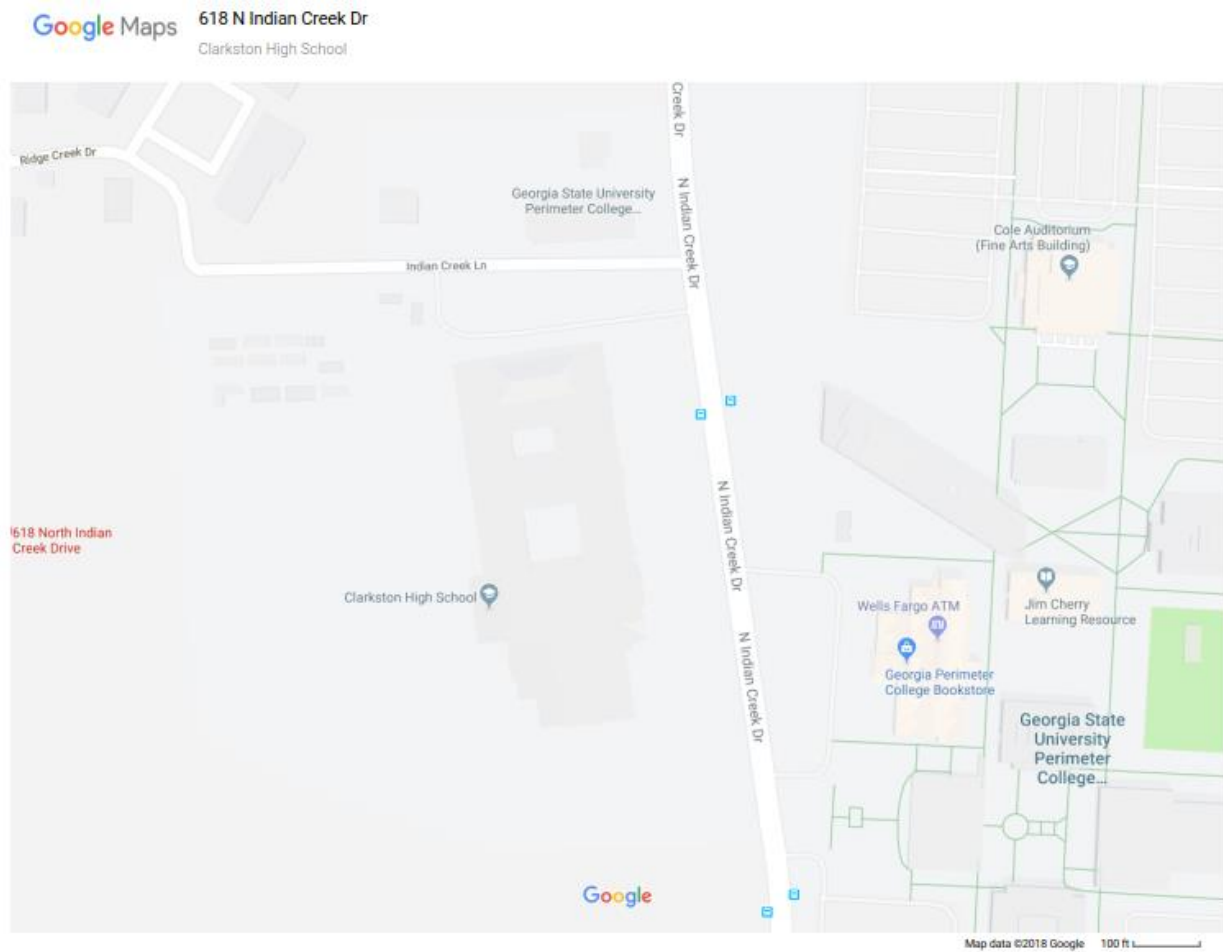 Google Maps
618 N Indian Creek Dr
Clarkston High School
Creek Dr
Ridge Creek Dr
N Indian Creek Dr
Georgia State University
Perimeter College...
Cole Auditorium
(Fine Arts Building)
Indian Creek Ln
N Indian Creek Dr
618 North Indian
Creek Drive
Clarkston High School
Wells Fargo ATM
Jim Cherry
Learning Resource
N Indian Creek Dr
Georgia Perimeter
College Bookstore
Georgia State
University
Perimeter
College...
Google
Map data ©2018 Google 100 ft